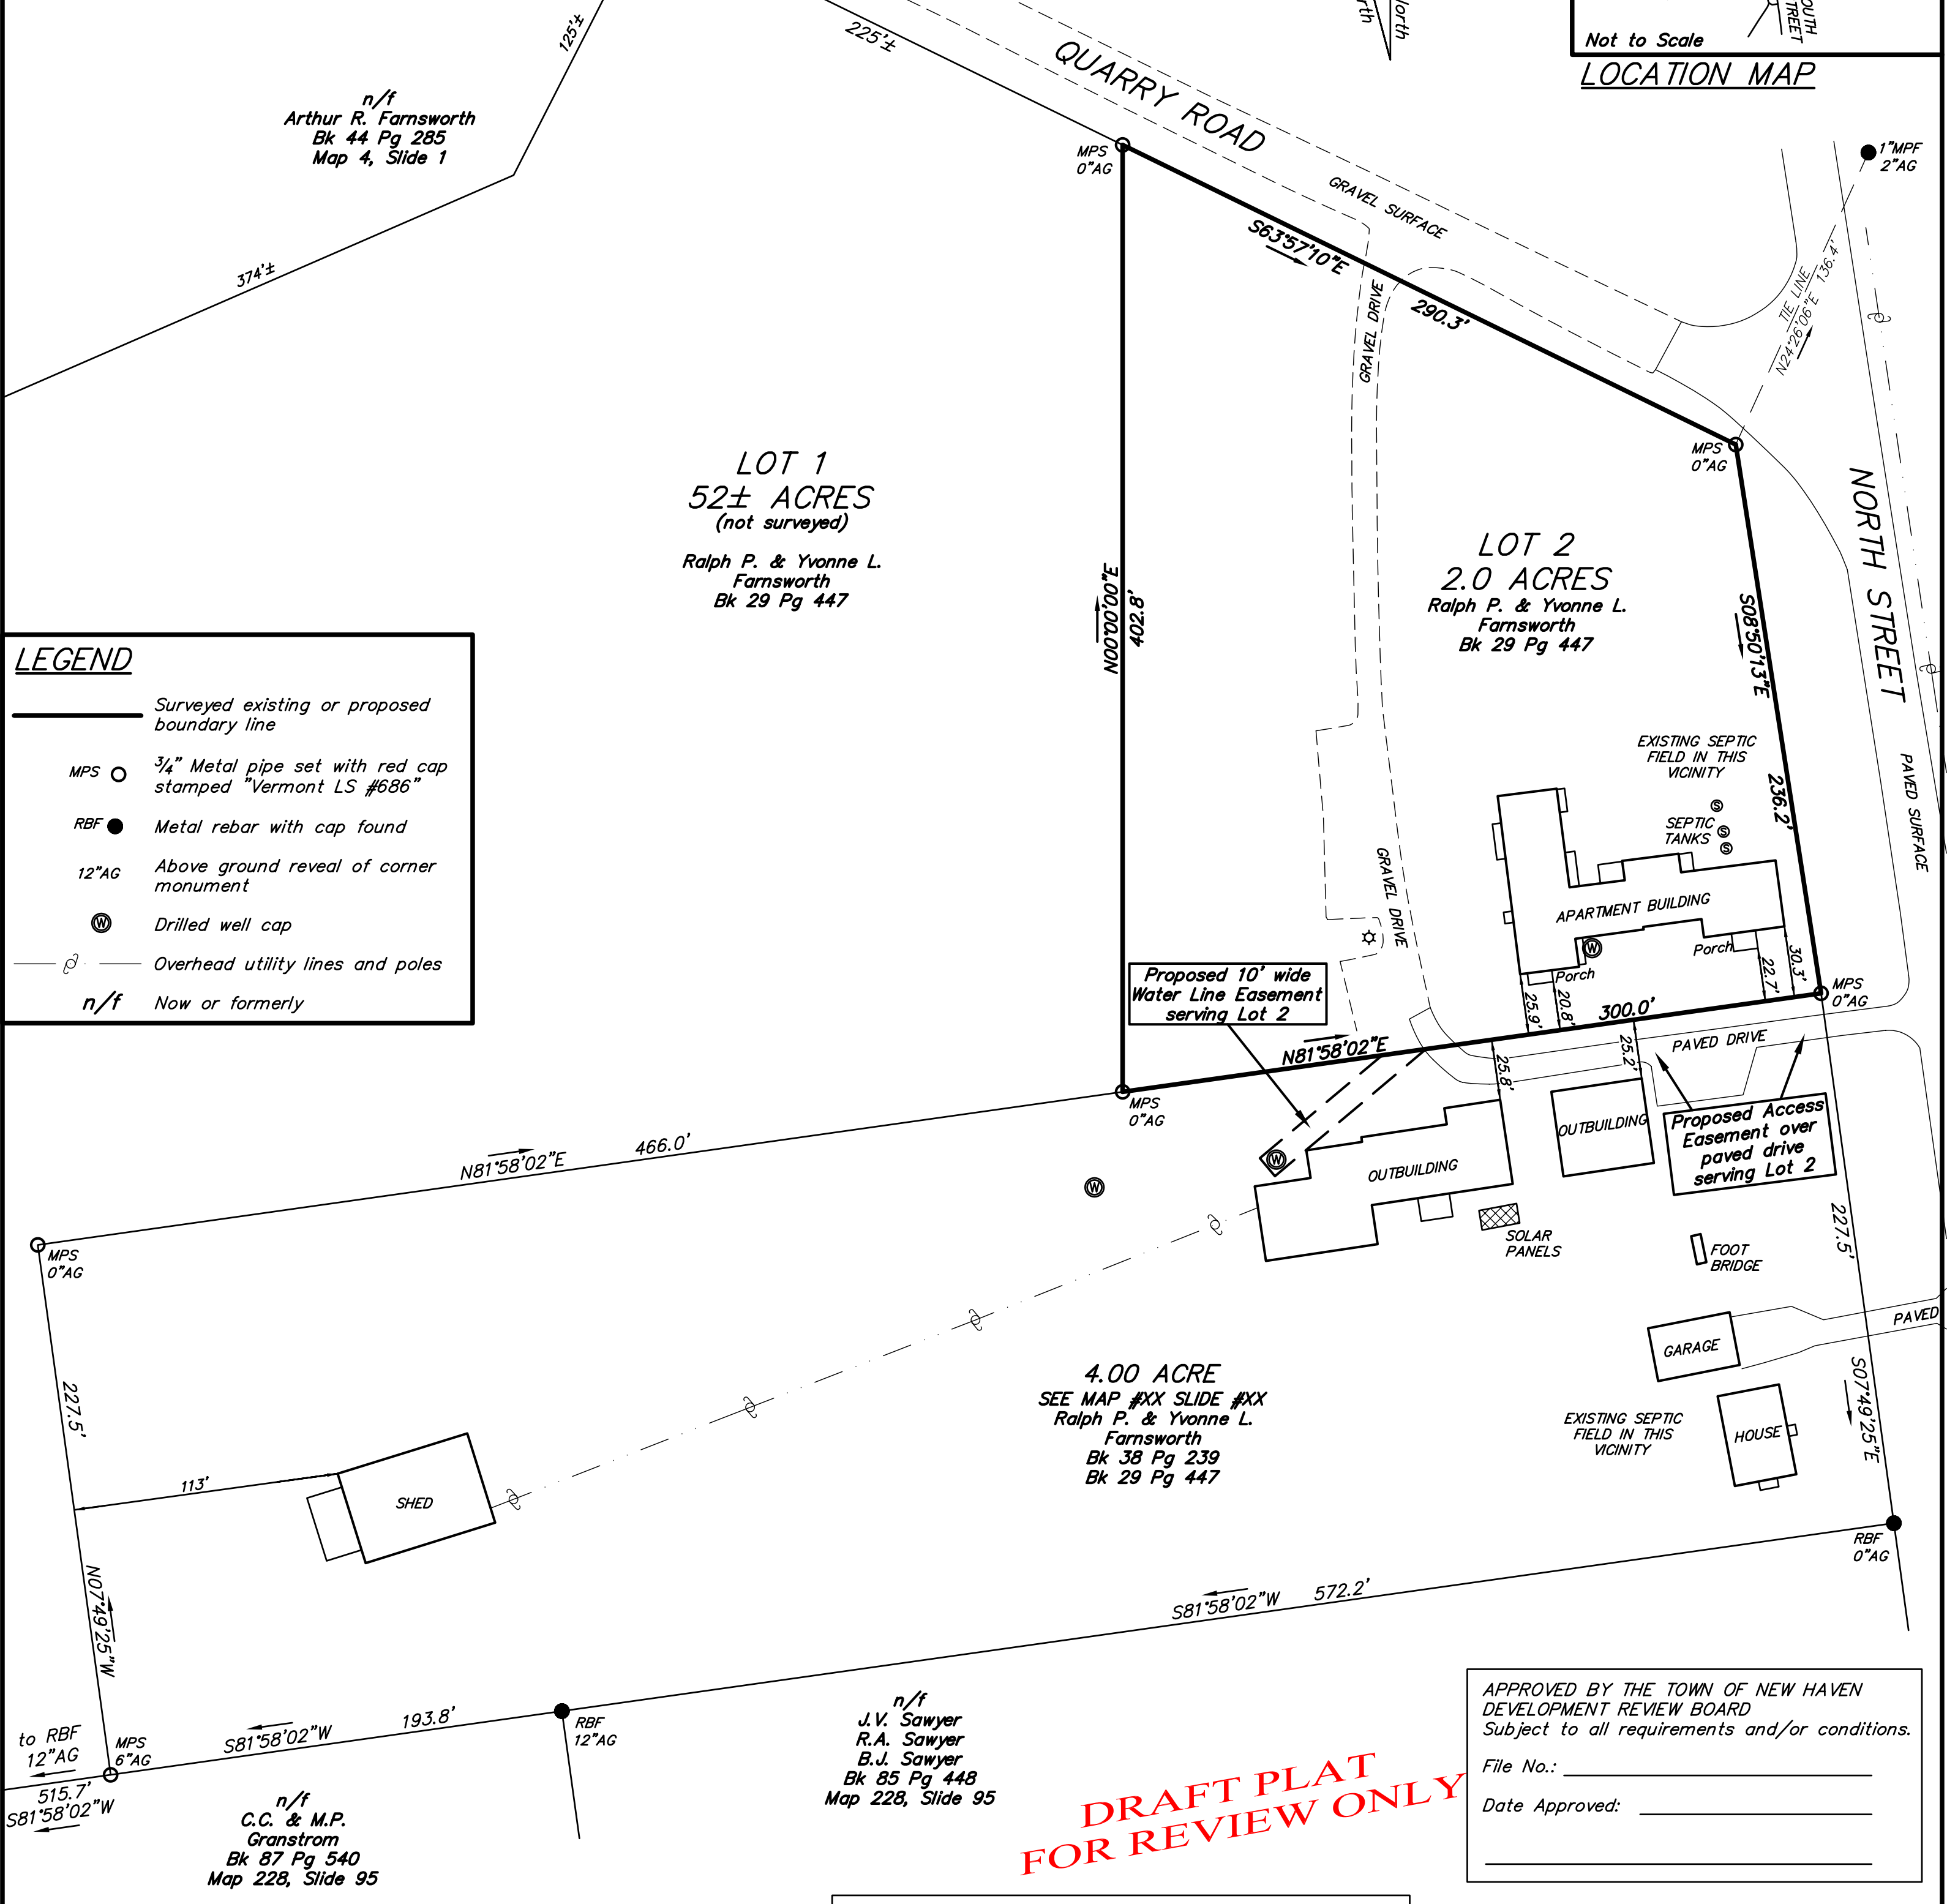 125'±
225'±
QUARRY ROAD
Not to Scale
LOCATION MAP
n/f
Arthur R. Farnsworth
Bk 44 Pg 285
Map 4, Slide 1
374'±
MPS
0"AG
1"MPF
2"AG
GRAVEL SURFACE
S63°57'10"E
290.3'
GRAVEL DRIVE
TIE LINE
N24°26'06"E 136.4'
MPS
0"AG
LOT 1
52± ACRES
(not surveyed)
Ralph P. & Yvonne L.
Farnsworth
Bk 29 Pg 447
N00°00'00"E
402.8'
LOT 2
2.0 ACRES
Ralph P. & Yvonne L.
Farnsworth
Bk 29 Pg 447
S08°50'13"E
236.2'
NORTH STREET
PAVED SURFACE
LEGEND
Surveyed existing or proposed
boundary line
MPS
3/4" Metal pipe set with red cap
stamped "Vermont LS #686"
RBF
Metal rebar with cap found
12"AG
Above ground reveal of corner
monument
W
Drilled well cap
Overhead utility lines and poles
n/f
Now or formerly
EXISTING SEPTIC
FIELD IN THIS
VICINITY
S
SEPTIC
TANKS
S
S
APARTMENT BUILDING
GRAVEL DRIVE
W
Porch
Porch
25.9'
20.8'
22.7'
30.3'
MPS
0"AG
Proposed 10' wide
Water Line Easement
serving Lot 2
300.0'
N81°58'02"E
PAVED DRIVE
25.8'
25.2'
MPS
0"AG
Proposed Access
Easement over
paved drive
serving Lot 2
OUTBUILDING
OUTBUILDING
W
W
N81°58'02"E
466.0'
MPS
0"AG
SOLAR
PANELS
FOOT
BRIDGE
227.5'
GARAGE
PAVED
S07°49'25"E
HOUSE
EXISTING SEPTIC
FIELD IN THIS
VICINITY
4.00 ACRE
SEE MAP #XX SLIDE #XX
Ralph P. & Yvonne L.
Farnsworth
Bk 38 Pg 239
Bk 29 Pg 447
227.5'
113'
SHED
N07°49'25"W
RBF
0"AG
S81°58'02"W
572.2'
to RBF
12"AG
515.7'
S81°58'02"W
MPS
6"AG
S81°58'02"W
193.8'
RBF
12"AG
n/f
C.C. & M.P.
Granstrom
Bk 87 Pg 540
Map 228, Slide 95
n/f
J.V. Sawyer
R.A. Sawyer
B.J. Sawyer
Bk 85 Pg 448
Map 228, Slide 95
DRAFT PLAT
FOR REVIEW ONLY
APPROVED BY THE TOWN OF NEW HAVEN
DEVELOPMENT REVIEW BOARD
Subject to all requirements and/or conditions.
File No.:
Date Approved: